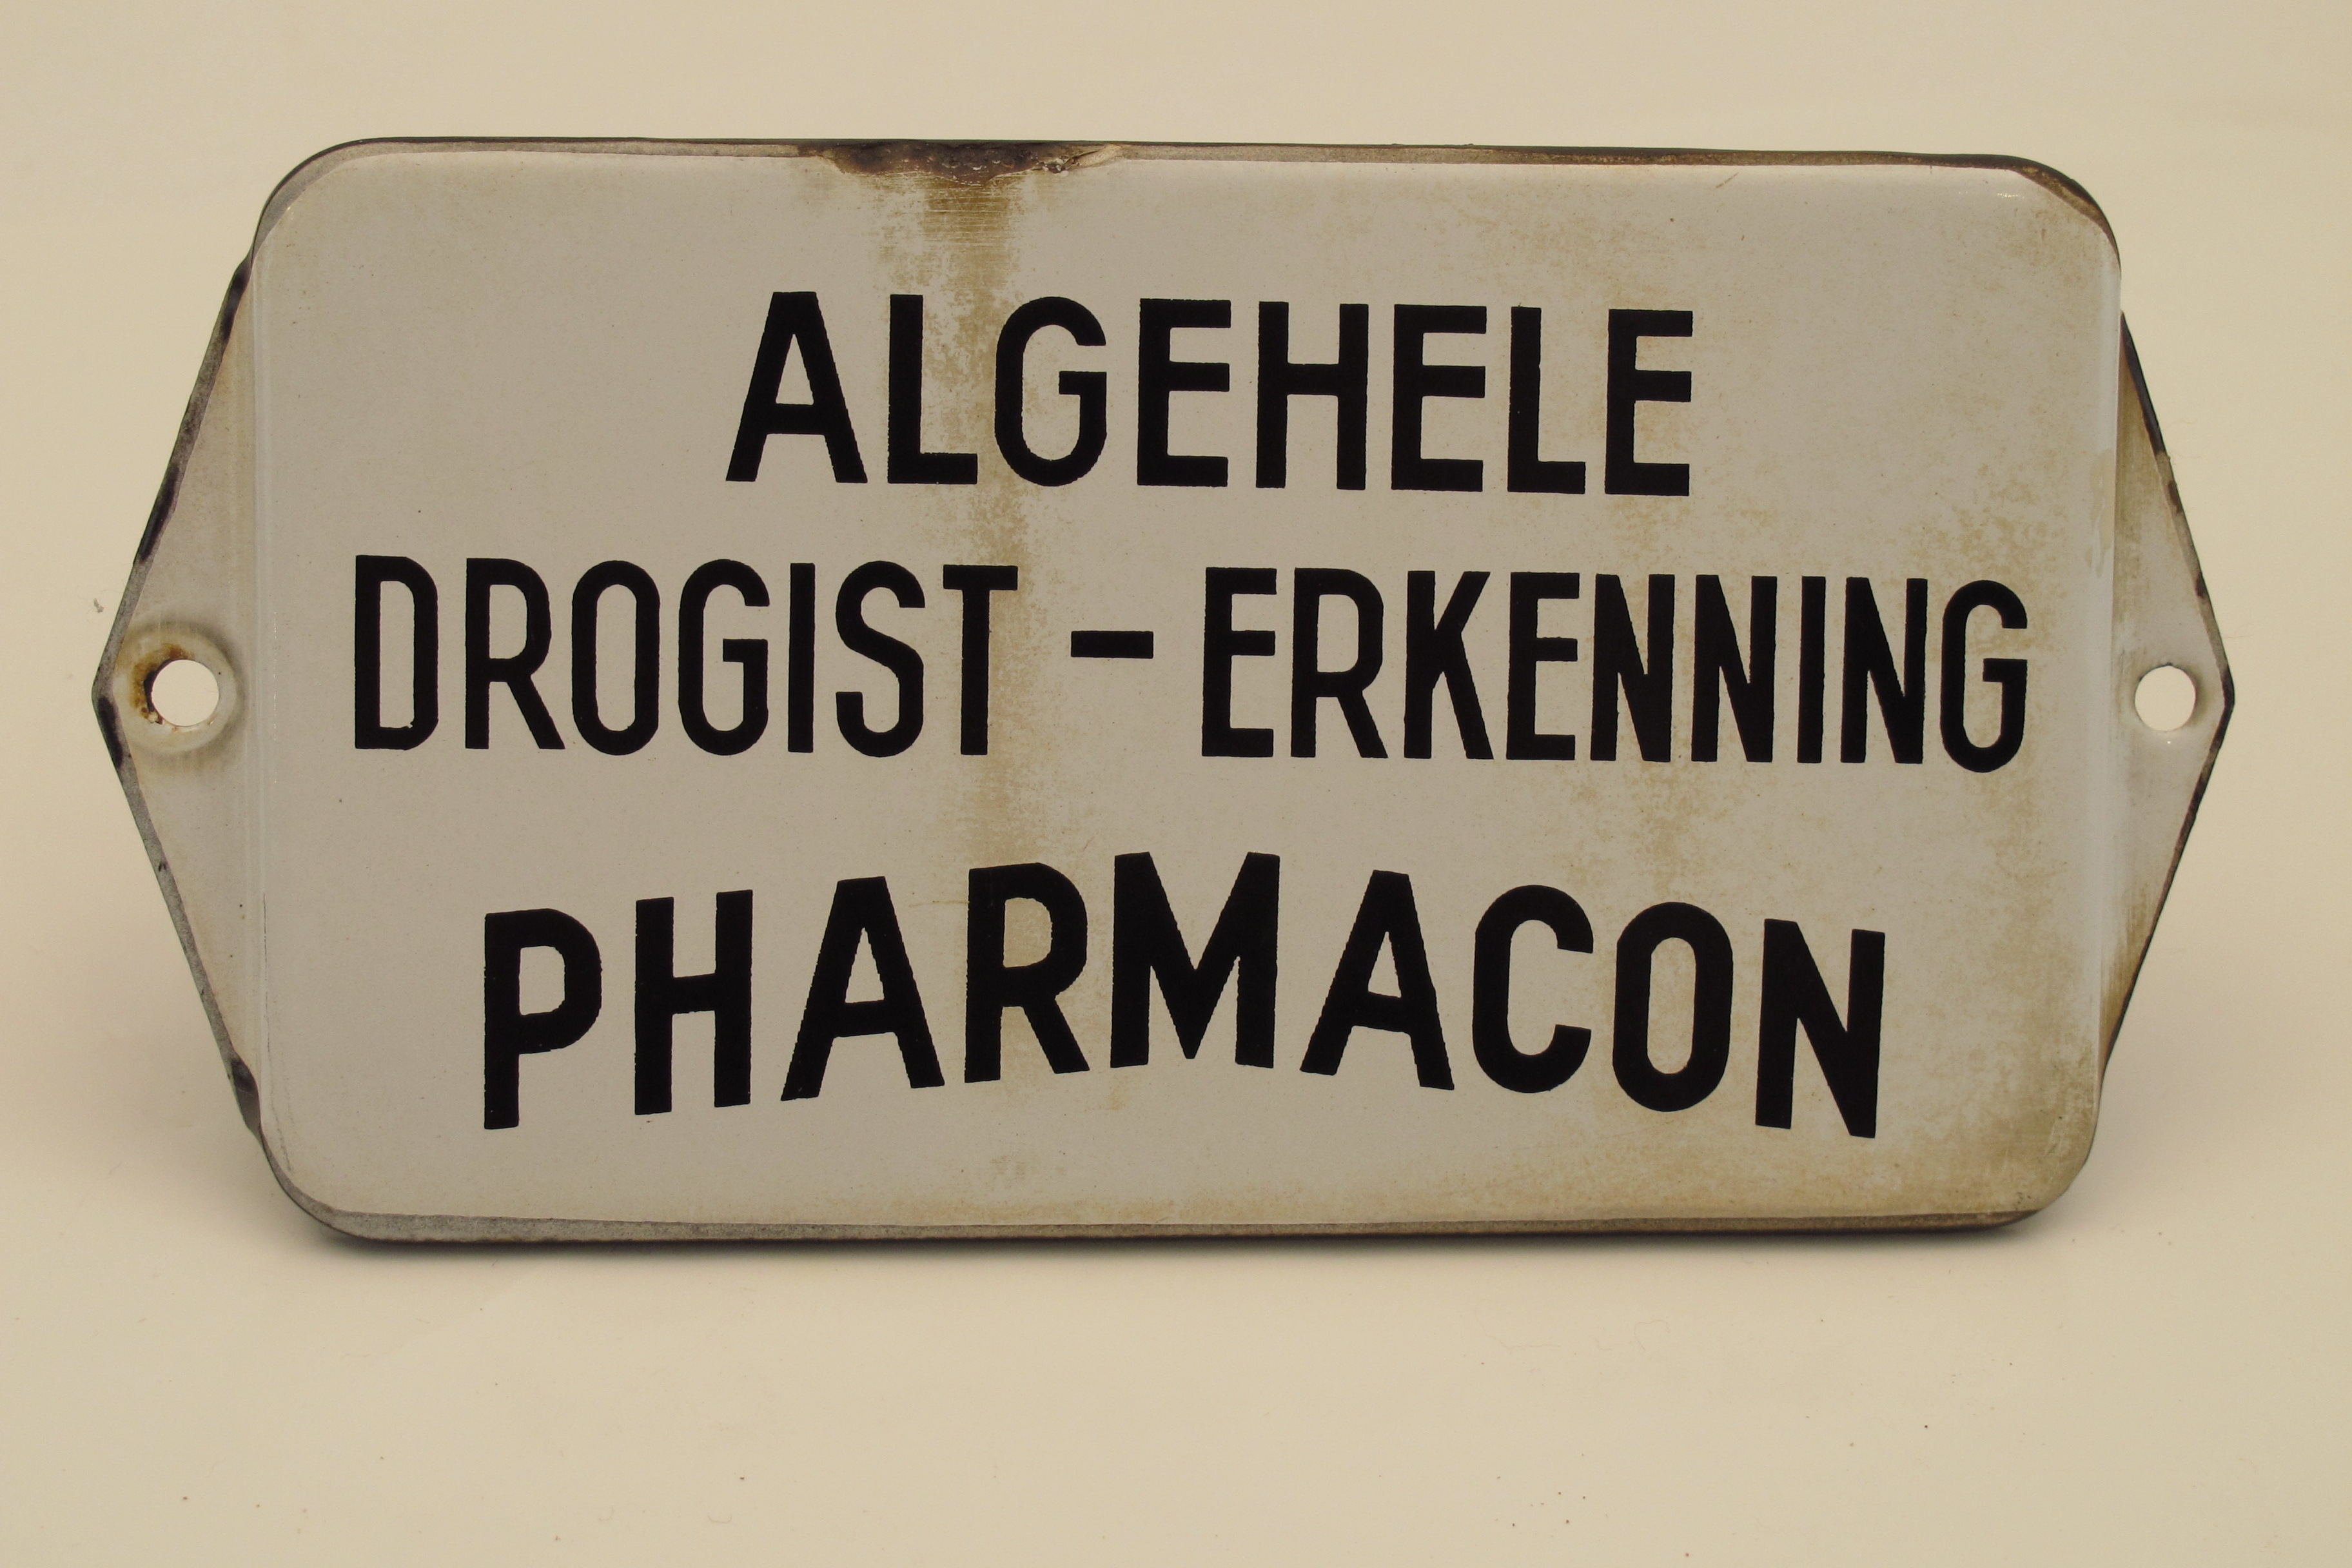 ALGEHELE
DROGIST - ERKENNING
PHARMACON